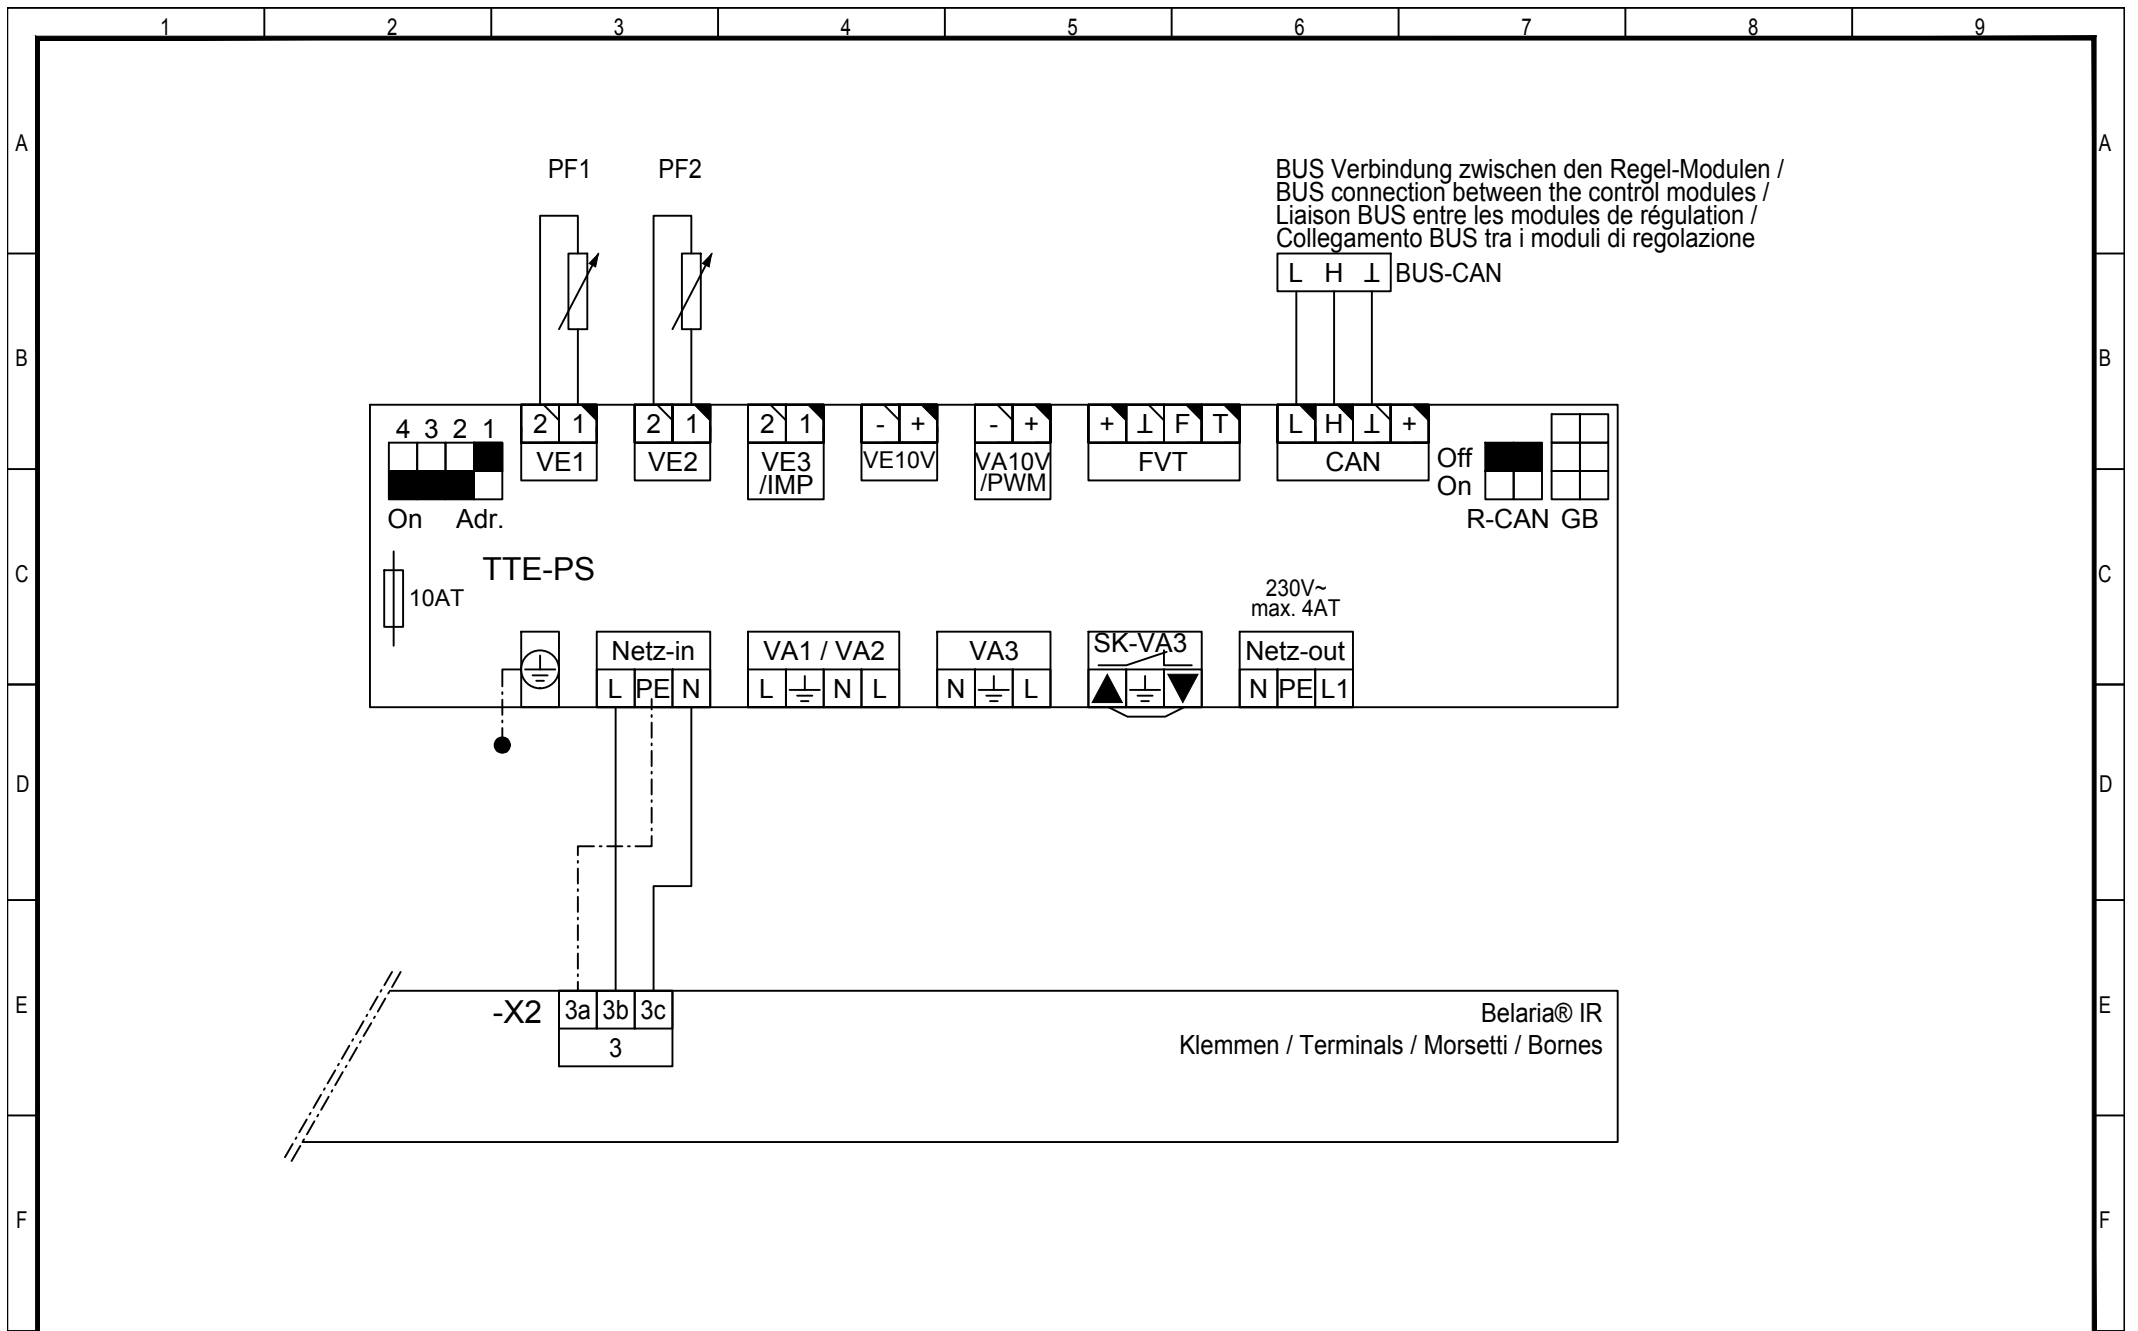 1 2 3 4 5 6 7 8 9
A A
PF1 PF2
BUS Verbindung zwischen den Regel-Modulen /
BUS connection between the control modules /
Liaison BUS entre les modules de régulation /
Collegamento BUS tra i moduli di regolazione
L H ⊥ BUS-CAN
B B
4 3 2 1
2 1 2 1 2 1 - + - + + ⊥ F T L H ⊥ +
VE1 VE2 VE3 VE10V VA10V FVT CAN Off
/IMP /PWM On
On Adr. R-CAN GB
TTE-PS
C C
10AT
230V~
max. 4AT
Netz-in VA1 / VA2 VA3 SK-VA3 Netz-out
L PE N L N L N L N PE L1
D D
-X2 3a 3b 3c
3
E E
Belaria® IR
Klemmen / Terminals / Morsetti / Bornes
F F